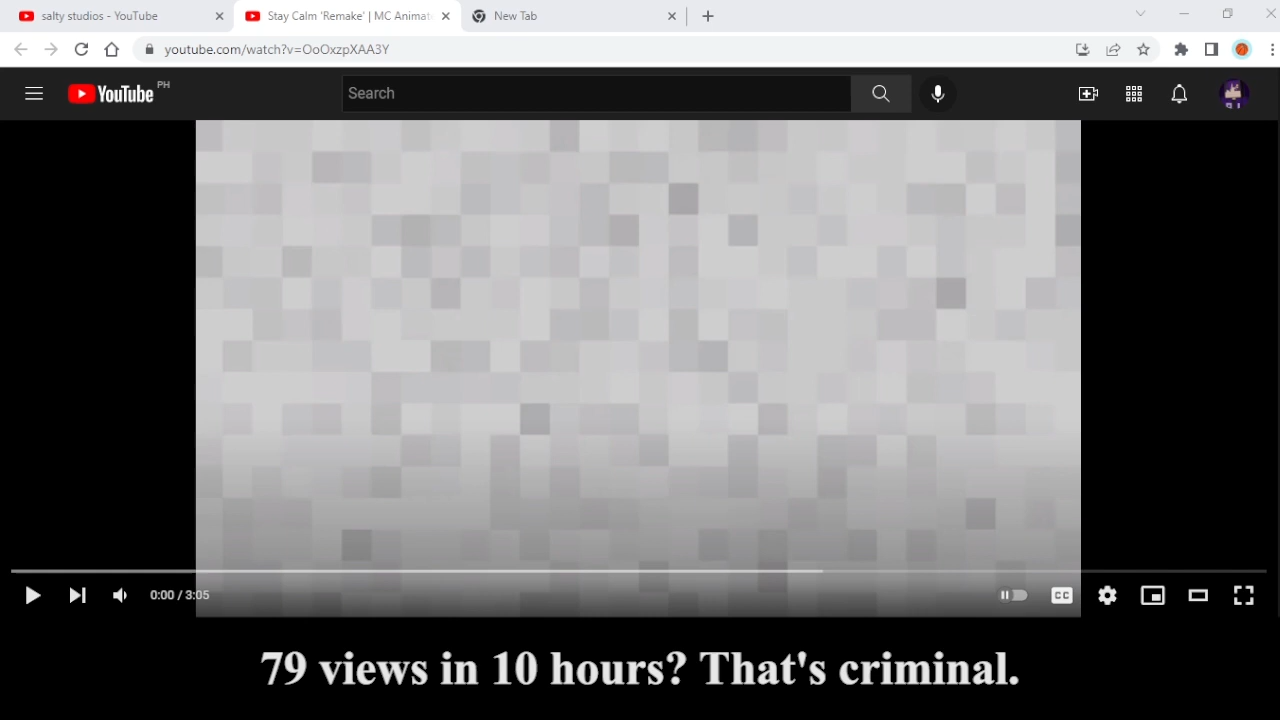 salty studios - YouTube
Stay Calm 'Remake' | MC Animat
New Tab
youtube.com/watch?v=OoOxzpXAA3Y
YouTube PH
Search
0:00 / 3:05
CC
79 views in 10 hours? That's criminal.